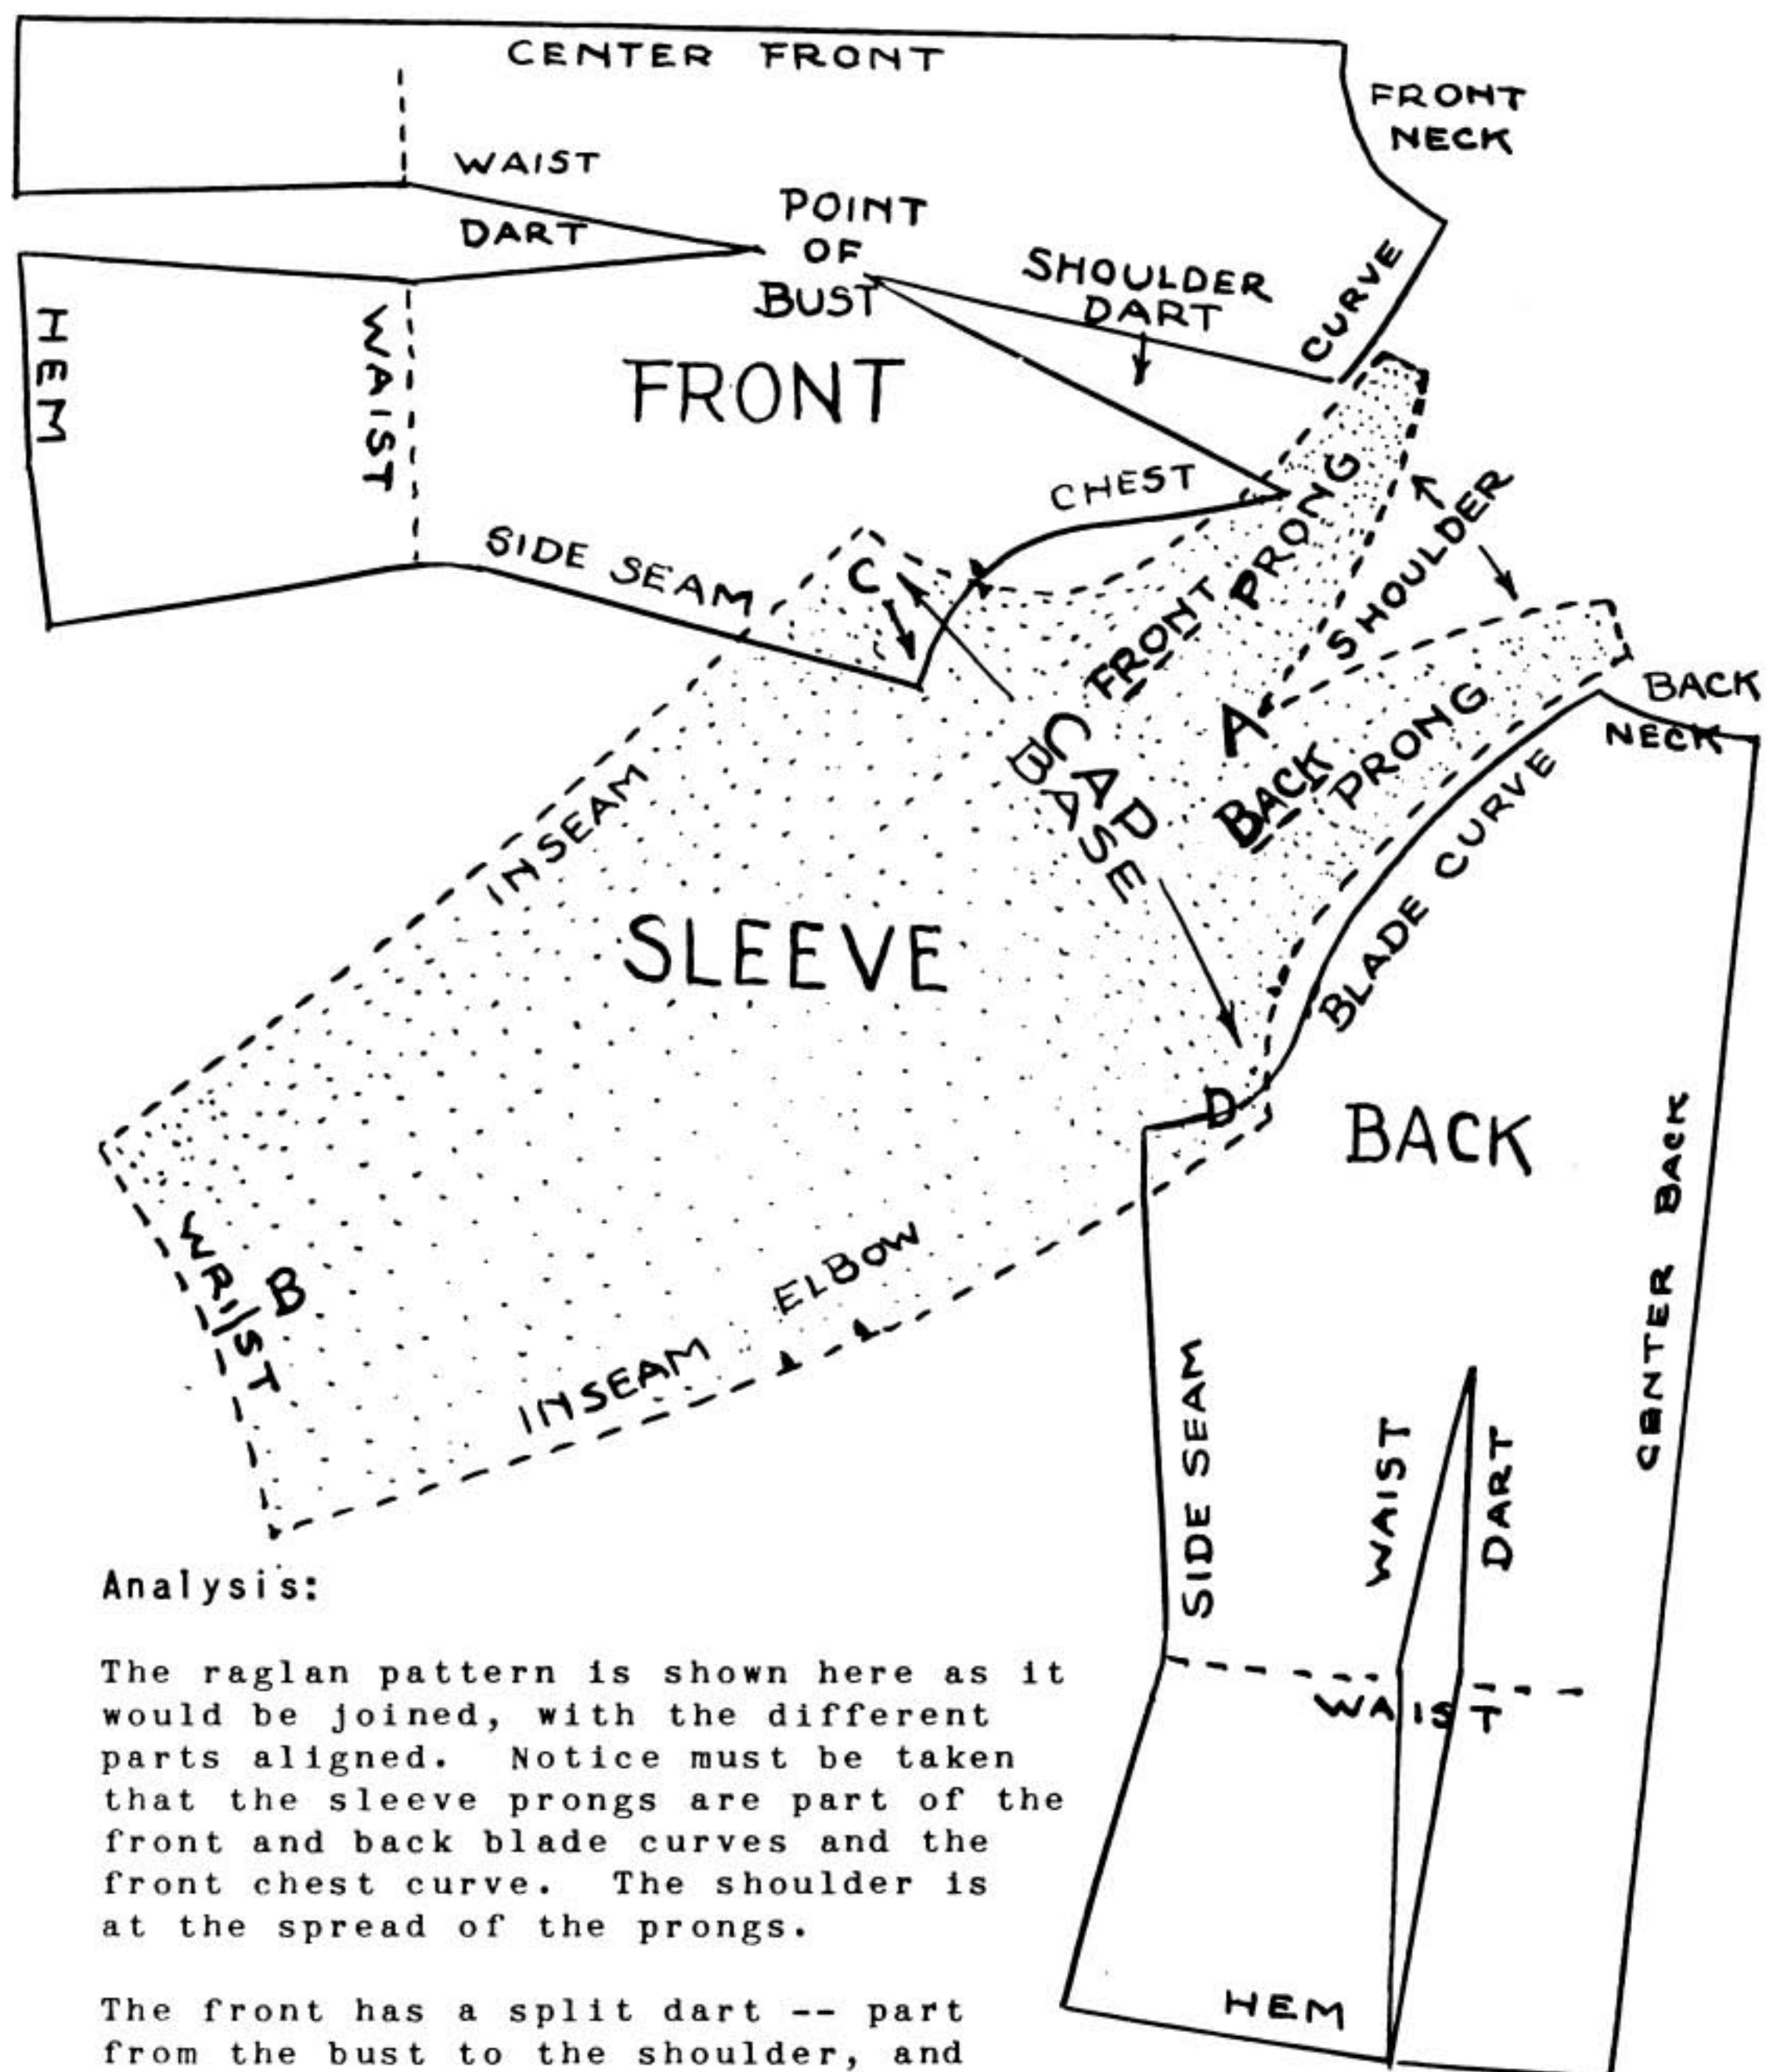 CENTER FRONT
FRONT
NECK
WAIST
DART
POINT
OF
BUST
SHOULDER
DART
CURVE
HEM
WAIST
FRONT
CHEST
SIDE SEAM
C
FRONT PRONG
SHOULDER
A
BACK PRONG
BACK
NECK
CAP
BASE
BLADE CURVE
INSEAM
SLEEVE
D
BACK
CENTER BACK
WRIST
B
ELBOW
INSEAM
SIDE SEAM
WAIST
DART
WAIST
HEM
Analysis:
The raglan pattern is shown here as it
would be joined, with the different
parts aligned. Notice must be taken
that the sleeve prongs are part of the
front and back blade curves and the
front chest curve. The shoulder is
at the spread of the prongs.
The front has a split dart -- part
from the bust to the shoulder, and